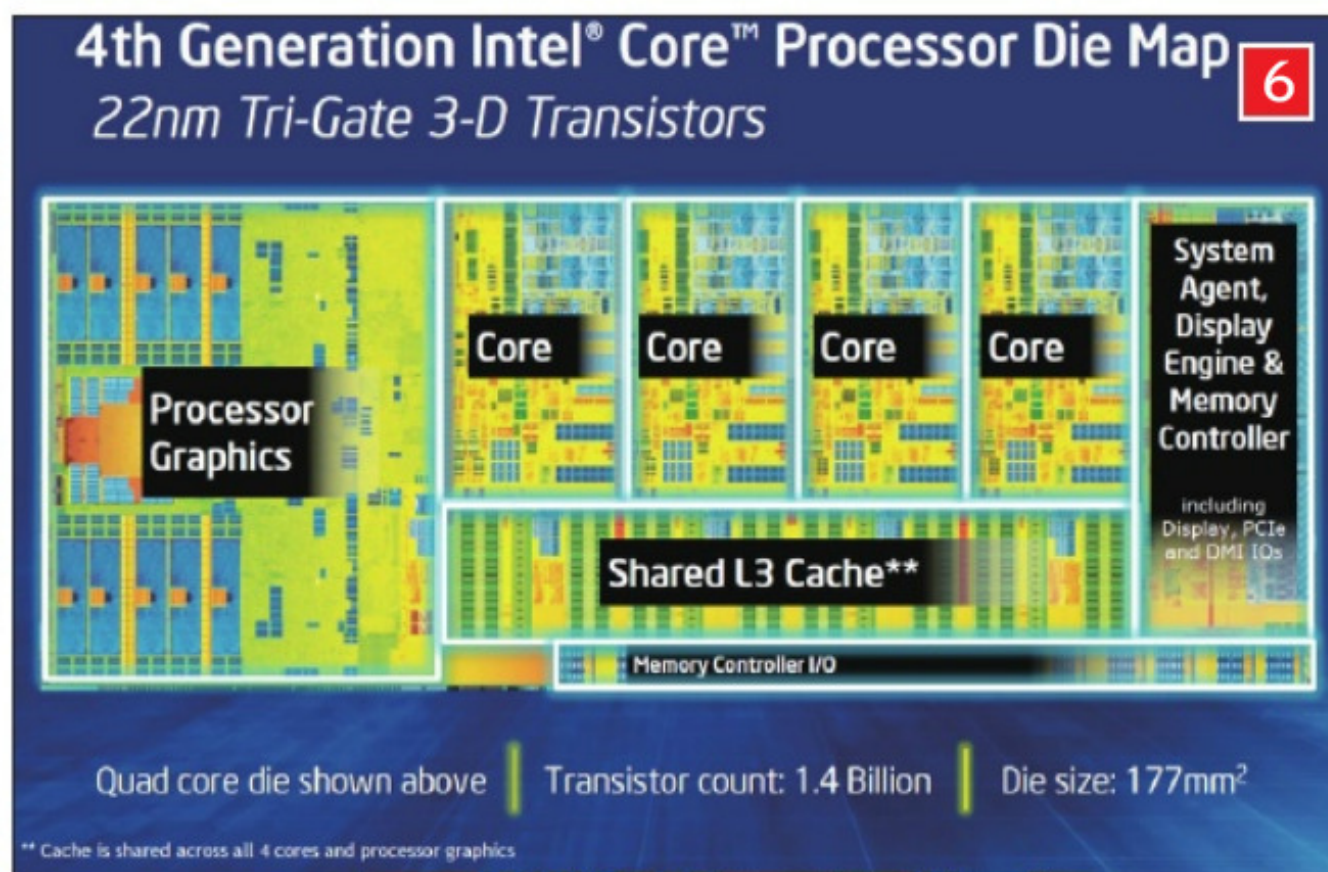 4th Generation Intel® Core™ Processor Die Map
6
22nm Tri-Gate 3-D Transistors
Processor
Graphics
Core
Core
Core
Core
System
Agent,
Display
Engine &
Memory
Controller
including
Display, PCIe
and DMI IOs
Shared L3 Cache**
Memory Controller I/O
Quad core die shown above
Transistor count: 1.4 Billion
Die size: 177mm²
** Cache is shared across all 4 cores and processor graphics